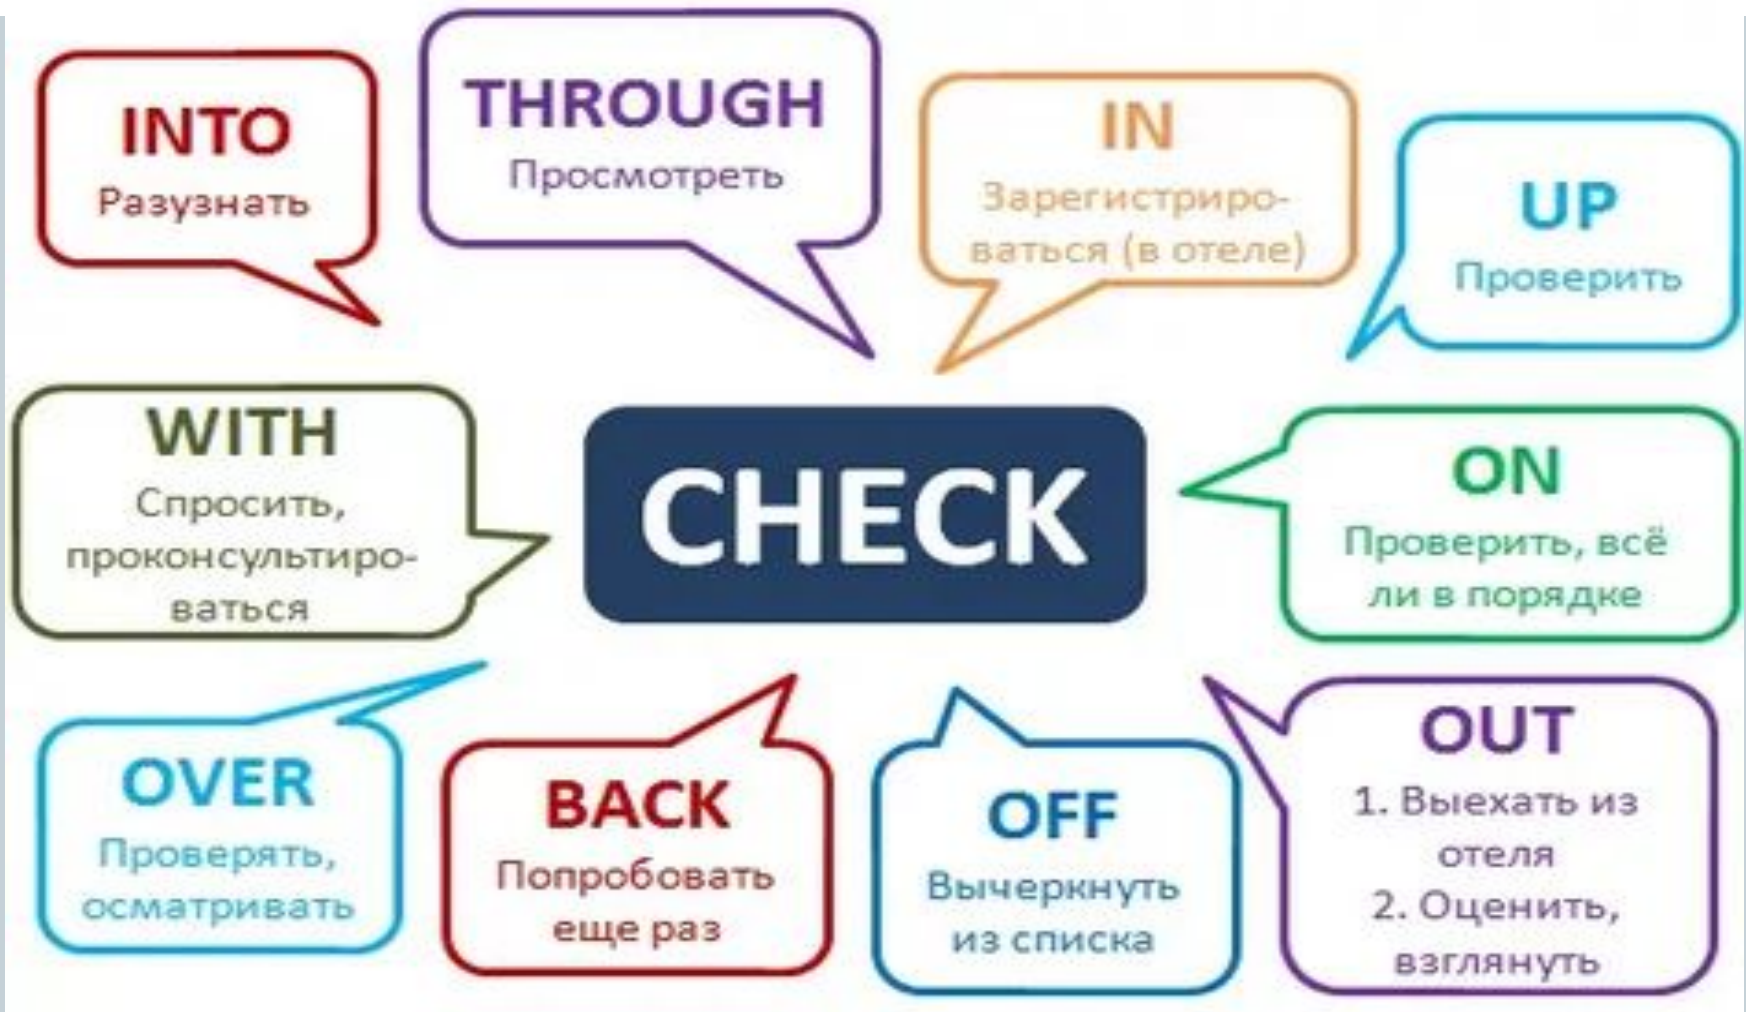 INTO
Разузнать
THROUGH
Просмотреть
IN
Зарегистриро-
ваться (в отеле)
UP
Проверить
WITH
Спросить,
проконсультиро-
ваться
CHECK
ON
Проверить, всё
ли в порядке
OVER
Проверять,
осматривать
BACK
Попробовать
еще раз
OFF
Вычеркнуть
из списка
OUT
1. Выехать из
отеля
2. Оценить,
взглянуть